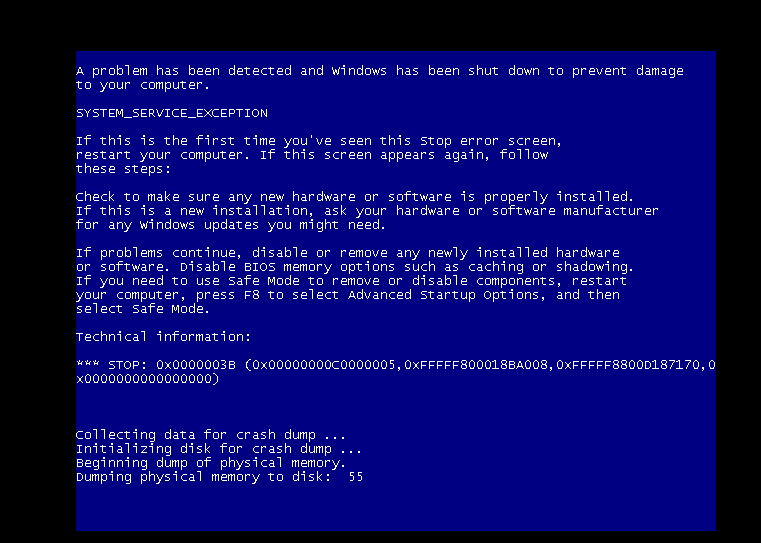 A problem has been detected and Windows has been shut down to prevent damage
to your computer.
SYSTEM_SERVICE_EXCEPTION
If this is the first time you've seen this Stop error screen,
restart your computer. If this screen appears again, follow
these steps:
Check to make sure any new hardware or software is properly installed.
If this is a new installation, ask your hardware or software manufacturer
for any Windows updates you might need.
If problems continue, disable or remove any newly installed hardware
or software. Disable BIOS memory options such as caching or shadowing.
If you need to use Safe Mode to remove or disable components, restart
your computer, press F8 to select Advanced Startup Options, and then
select Safe Mode.
Technical information:
*** STOP: 0x0000003B (0x00000000C0000005,0xFFFFF800018BA008,0xFFFFF8800D187170,0
x0000000000000000)
Collecting data for crash dump ...
Initializing disk for crash dump ...
Beginning dump of physical memory.
Dumping physical memory to disk:  55